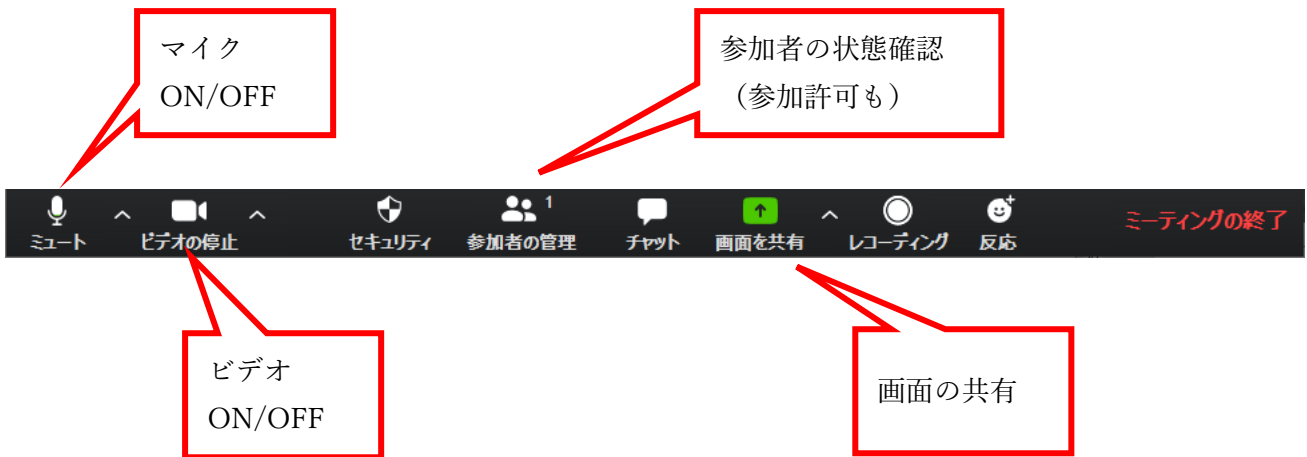 マイク
ON/OFF
参加者の状態確認
（参加許可も）
1
ミュート ビデオの停止 セキュリティ 参加者の管理 チャット 画面を共有 レコーディング 反応 ミーティングの終了
ビデオ
ON/OFF
画面の共有